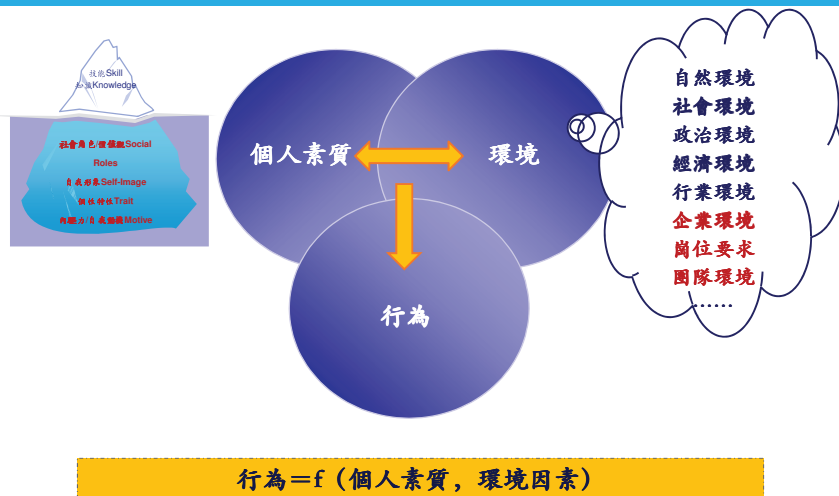 技能Skill
知識Knowledge
社會角色/價值觀Social
Roles
自我形象Self-Image
個性特性Trait
內驅力/自我動機Motive
個人素質
環境
行為
自然環境
社會環境
政治環境
經濟環境
行業環境
企業環境
崗位要求
團隊環境
······
行為＝f（個人素質，環境因素）